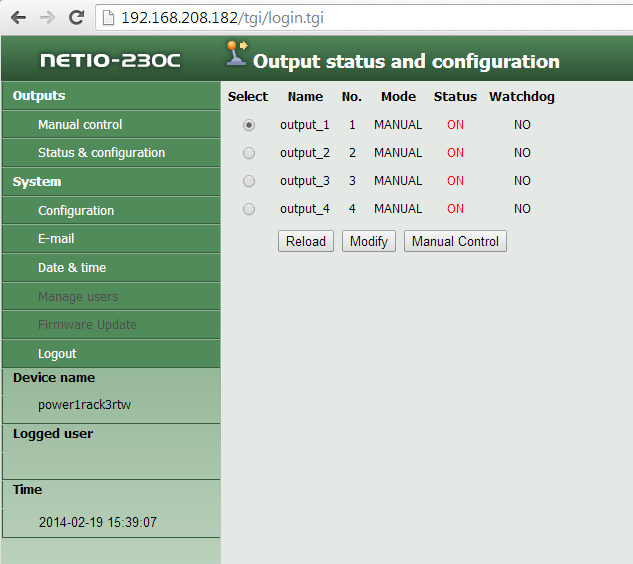 192.168.208.182/tgi/login.tgi
NETIO-230C
Output status and configuration
Outputs
Manual control
Status & configuration
System
Configuration
E-mail
Date & time
Manage users
Firmware Update
Logout
Device name
power1rack3rtw
Logged user
Time
2014-02-19 15:39:07
Select Name No. Mode Status Watchdog
output_1 1 MANUAL ON NO
output_2 2 MANUAL ON NO
output_3 3 MANUAL ON NO
output_4 4 MANUAL ON NO
Reload Modify Manual Control